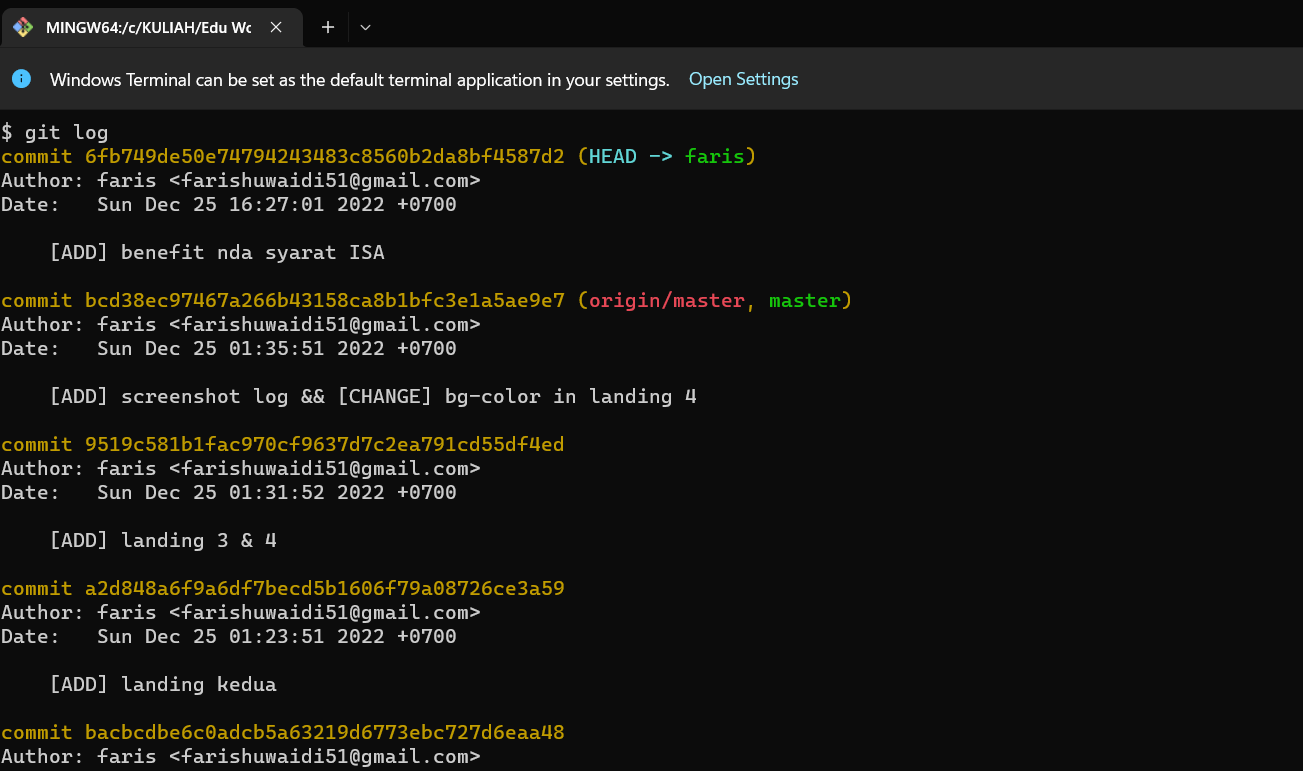 MINGW64:/c/KULIAH/Edu Wo
Windows Terminal can be set as the default terminal application in your settings. Open Settings
$ git log
commit 6fb749de50e74794243483c8560b2da8bf4587d2 (HEAD -> faris)
Author: faris <farishuwaidi51@gmail.com>
Date:   Sun Dec 25 16:27:01 2022 +0700
[ADD] benefit nda syarat ISA
commit bcd38ec97467a266b43158ca8b1bfc3e1a5ae9e7 (origin/master, master)
Author: faris <farishuwaidi51@gmail.com>
Date:   Sun Dec 25 01:35:51 2022 +0700
[ADD] screenshot log && [CHANGE] bg-color in landing 4
commit 9519c581b1fac970cf9637d7c2ea791cd55df4ed
Author: faris <farishuwaidi51@gmail.com>
Date:   Sun Dec 25 01:31:52 2022 +0700
[ADD] landing 3 & 4
commit a2d848a6f9a6df7becd5b1606f79a08726ce3a59
Author: faris <farishuwaidi51@gmail.com>
Date:   Sun Dec 25 01:23:51 2022 +0700
[ADD] landing kedua
commit bacbcdbe6c0adcb5a63219d6773ebc727d6eaa48
Author: faris <farishuwaidi51@gmail.com>